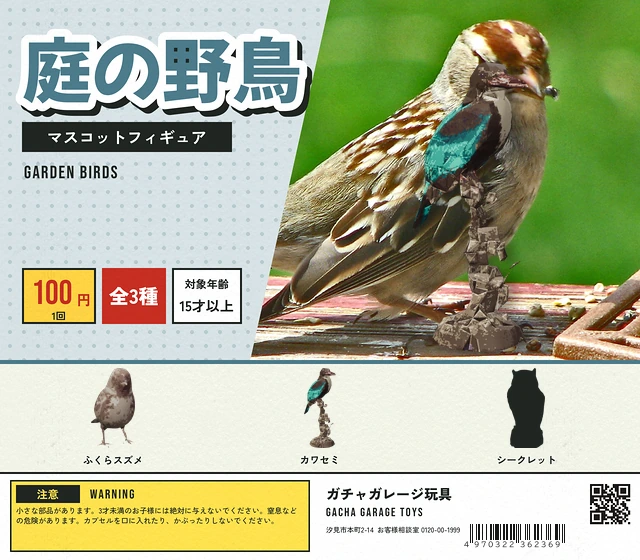 庭の野鳥
マスコットフィギュア
GARDEN BIRDS
100円
1回
全3種
対象年齢
15才以上
ふくらスズメ
カワセミ
シークレット
注意 WARNING
小さな部品があります。3才未満のお子様には絶対に与えないでください。窒息など
の危険があります。カプセルを口に入れたり、かぶったりしないでください。
ガチャガレージ玩具
GACHA GARAGE TOYS
汐見市本町2-14 お客様相談室 0120-00-1999
4 970322 362369